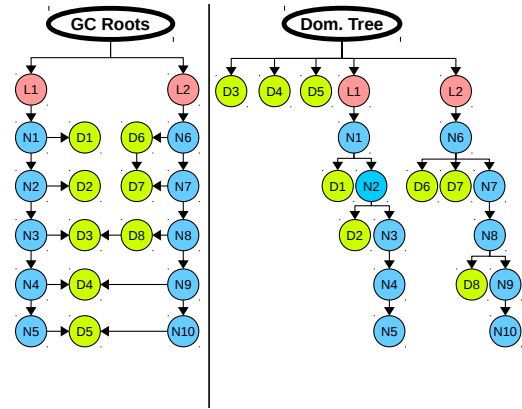 GC Roots
L1 L2
N1 D1 D6 N6
N2 D2 D7 N7
N3 D3 D8 N8
N4 D4 N9
N5 D5 N10
Dom. Tree
D3 D4 D5 L1 L2
N1 N6
D1 N2 D6 D7 N7
D2 N3 N8
N4 D8 N9
N5 N10